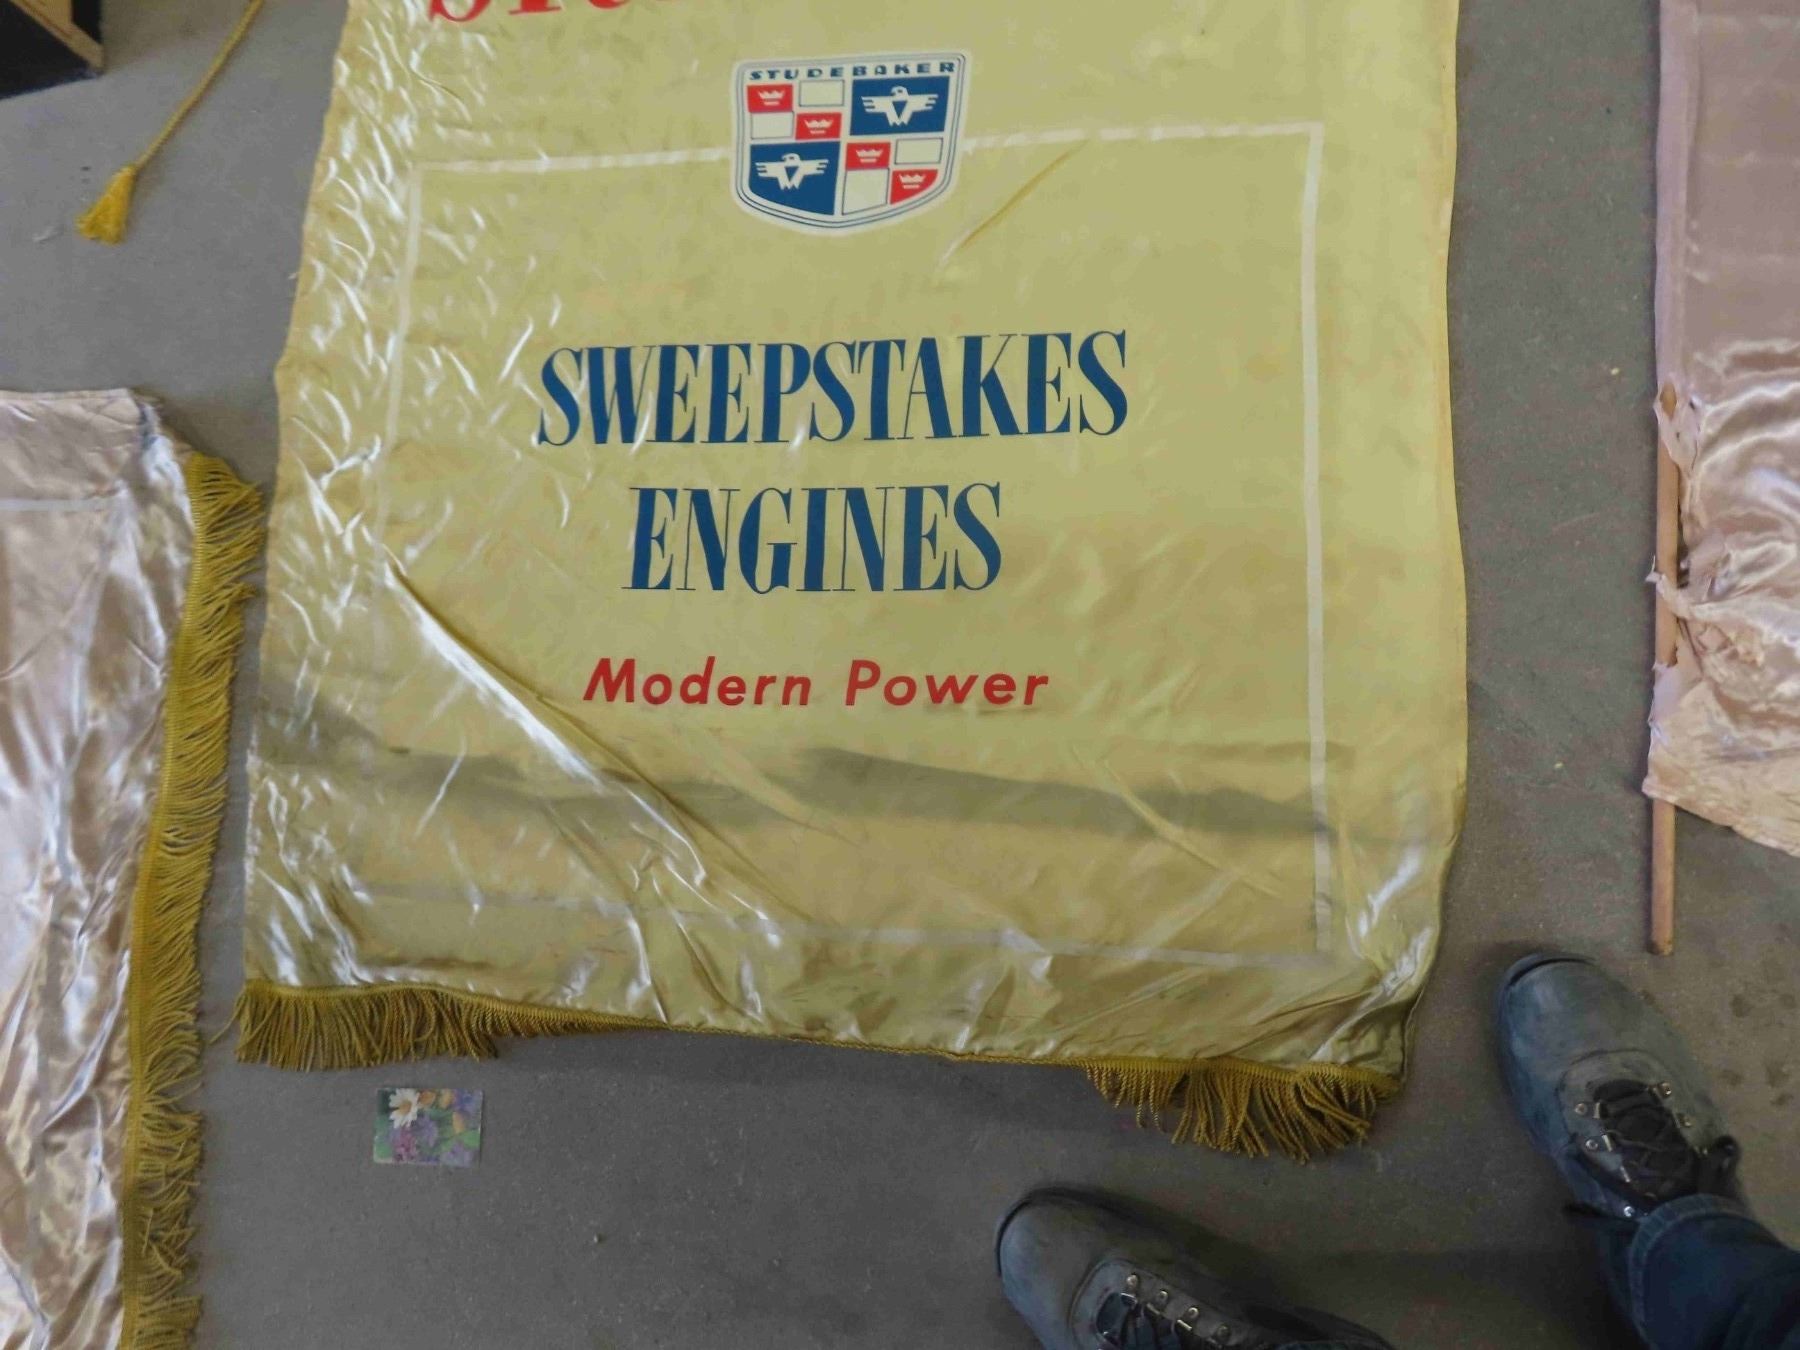 STUDEBAKER
SWEEPSTAKES
ENGINES
Modern Power